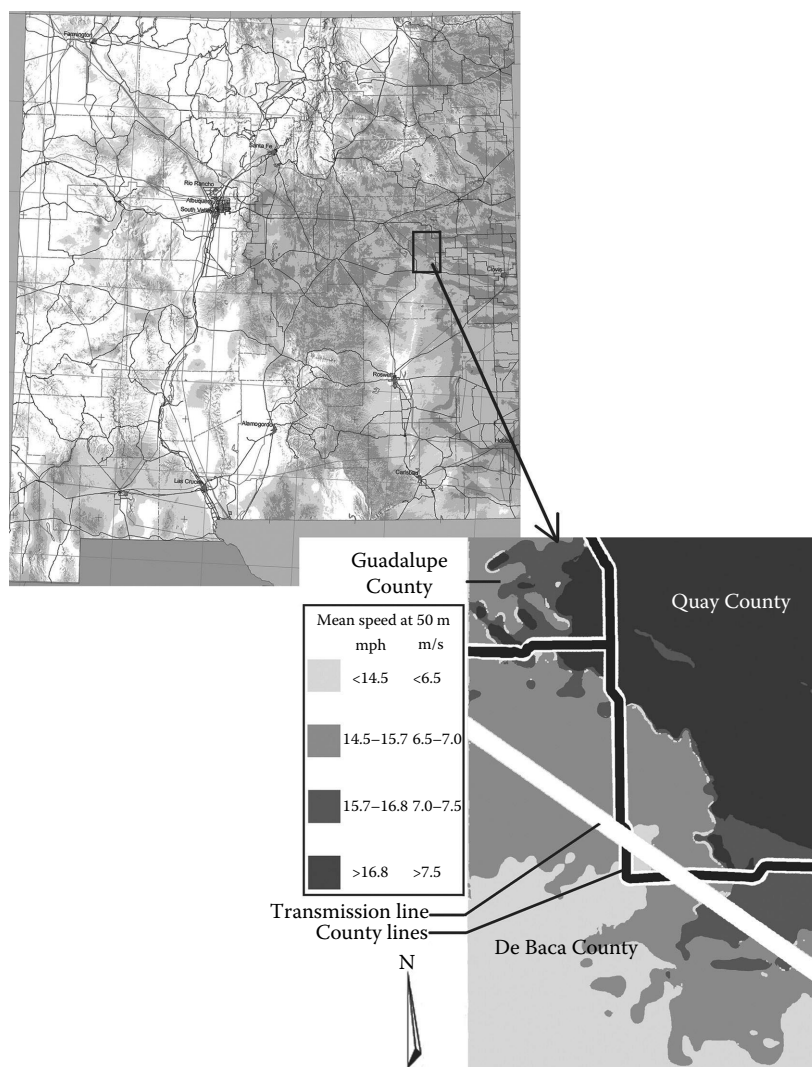 Farmington
Santa Fe
Rio Rancho
Albuquerque
South Valley
Clovis
Roswell
Alamogordo
Hobbs
Las Cruces
Carlsbad
Guadalupe
County
Quay County
Mean speed at 50 m
mph m/s
<14.5 <6.5
14.5–15.7 6.5–7.0
15.7–16.8 7.0–7.5
>16.8 >7.5
Transmission line
County lines
De Baca County
N